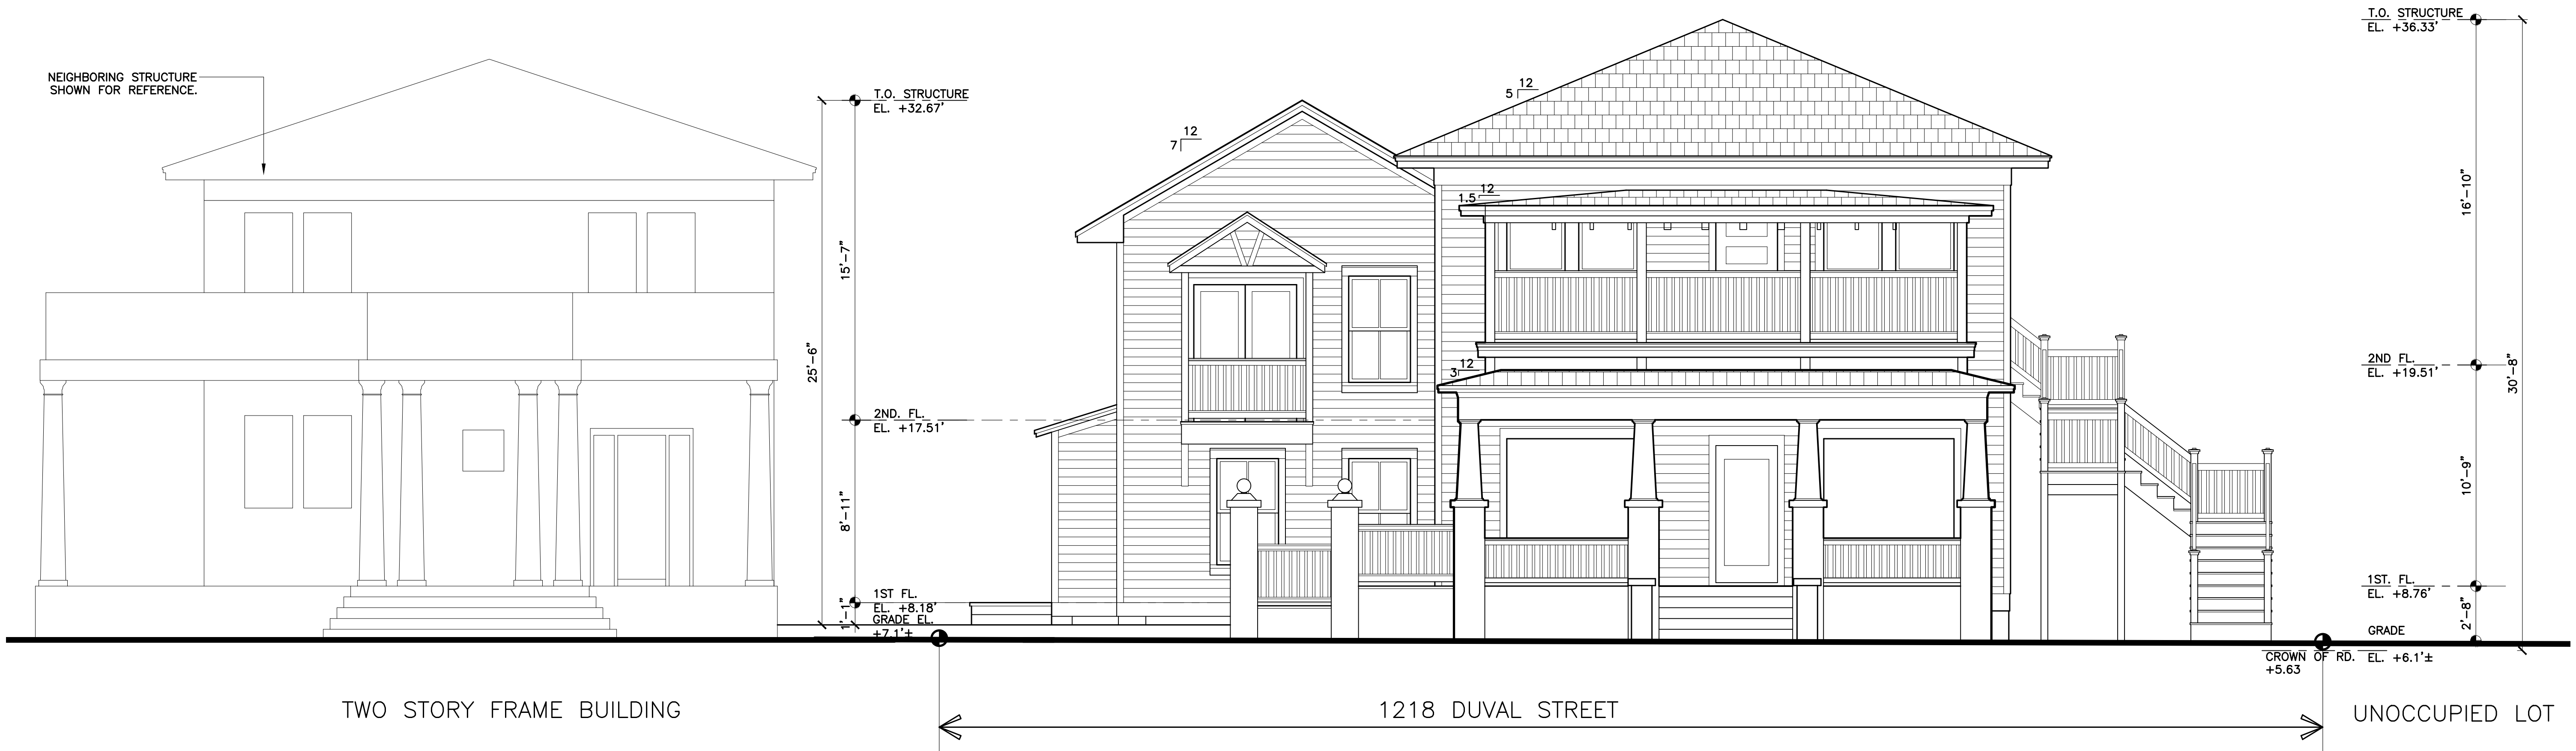 NEIGHBORING STRUCTURE
SHOWN FOR REFERENCE.
T.O. STRUCTURE
EL. +32.67'
15'-7"
25'-6"
2ND. FL.
EL. +17.51'
8'-11"
1ST FL.
EL. +8.18'
GRADE EL.
+7.1'±
1'-1"
12
7
12
5
12
1.5
12
3
T.O. STRUCTURE
EL. +36.33'
16'-10"
2ND FL.
EL. +19.51'
30'-8"
10'-9"
1ST. FL.
EL. +8.76'
2'-8"
GRADE
CROWN OF RD. EL. +6.1'±
+5.63
TWO STORY FRAME BUILDING
1218 DUVAL STREET
UNOCCUPIED LOT